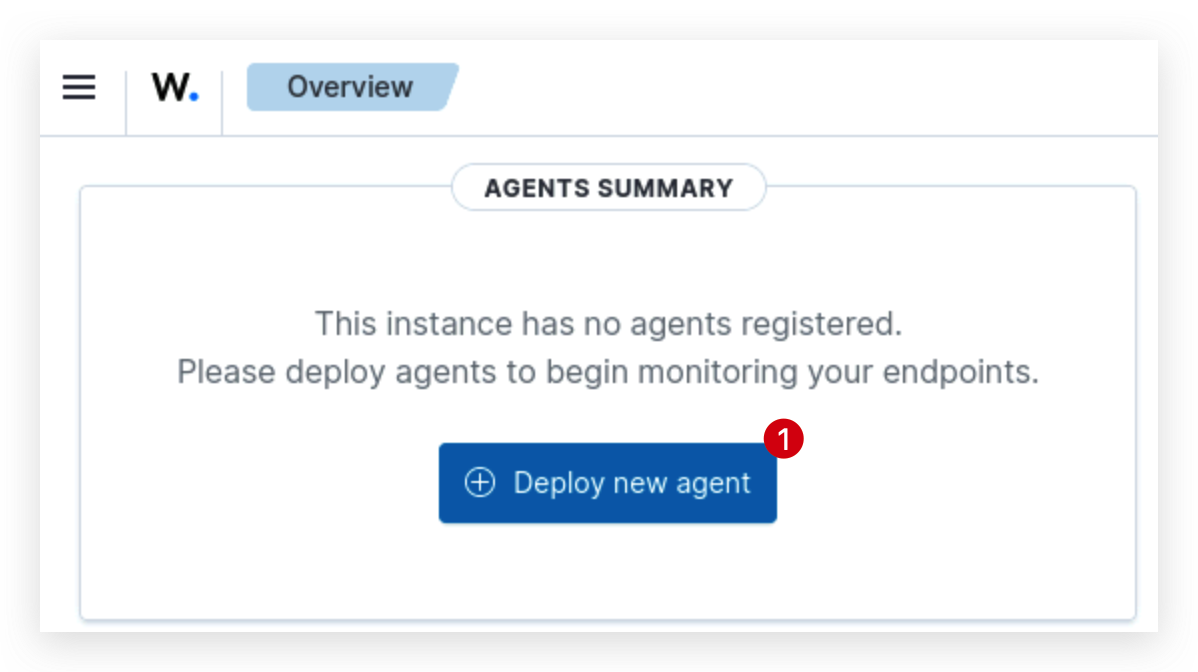 W. Overview
AGENTS SUMMARY
This instance has no agents registered.
Please deploy agents to begin monitoring your endpoints.
1
Deploy new agent